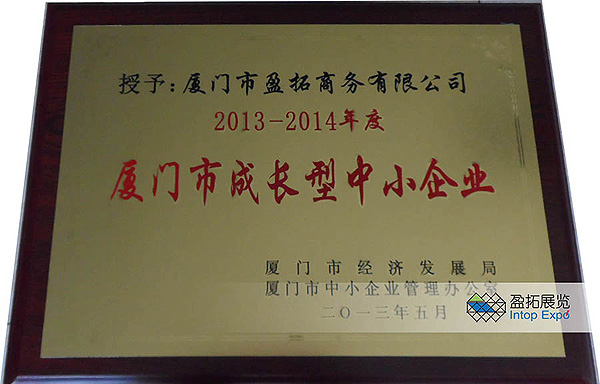 授予：厦门市盈拓商务有限公司
2013-2014年度
厦门市成长型中小企业
厦门市经济发展局
厦门市中小企业管理办公室
二〇一三年五月
盈拓展览
Intop Expo